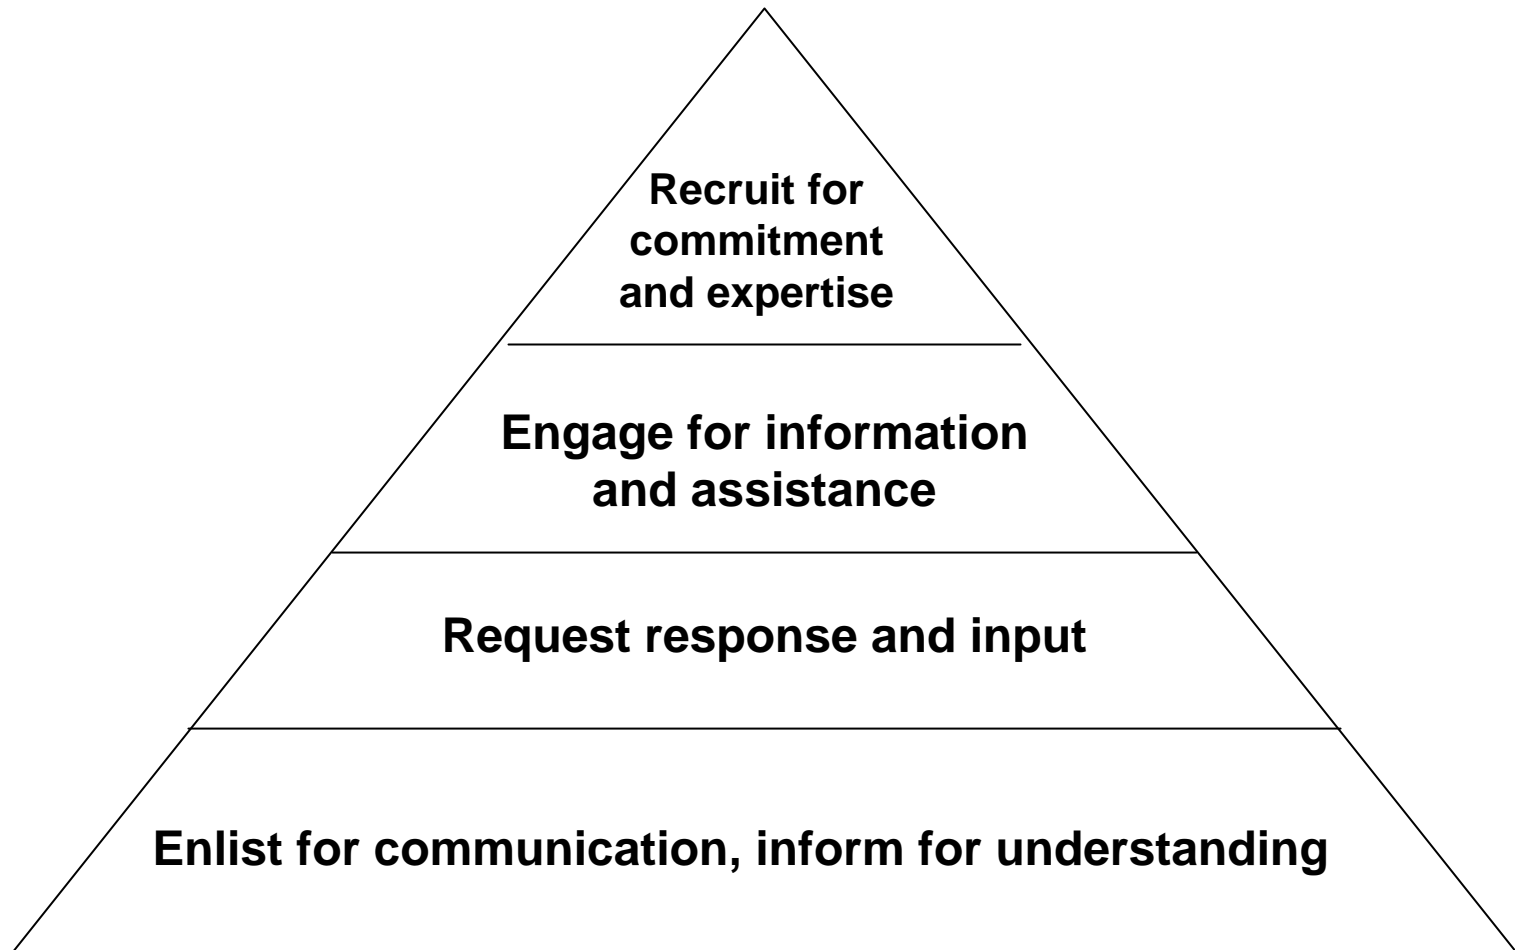 Recruit for
commitment
and expertise
Engage for information
and assistance
Request response and input
Enlist for communication, inform for understanding